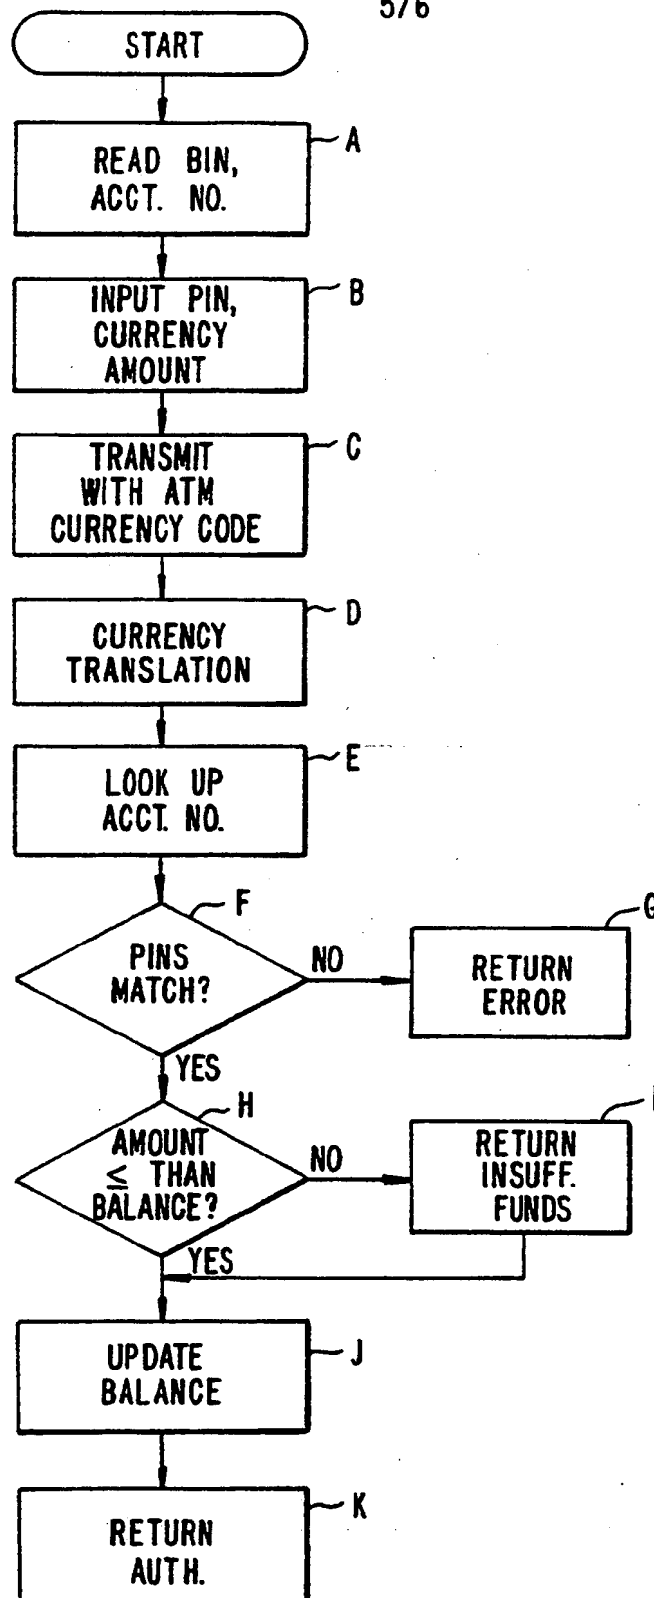 5/6
START
A
READ BIN,
ACCT. NO.
B
INPUT PIN,
CURRENCY
AMOUNT
C
TRANSMIT
WITH ATM
CURRENCY CODE
D
CURRENCY
TRANSLATION
E
LOOK UP
ACCT. NO.
F
PINS
MATCH?
NO
G
RETURN
ERROR
YES
H
AMOUNT
≤ THAN
BALANCE?
NO
RETURN
INSUFF.
FUNDS
YES
J
UPDATE
BALANCE
K
RETURN
AUTH.